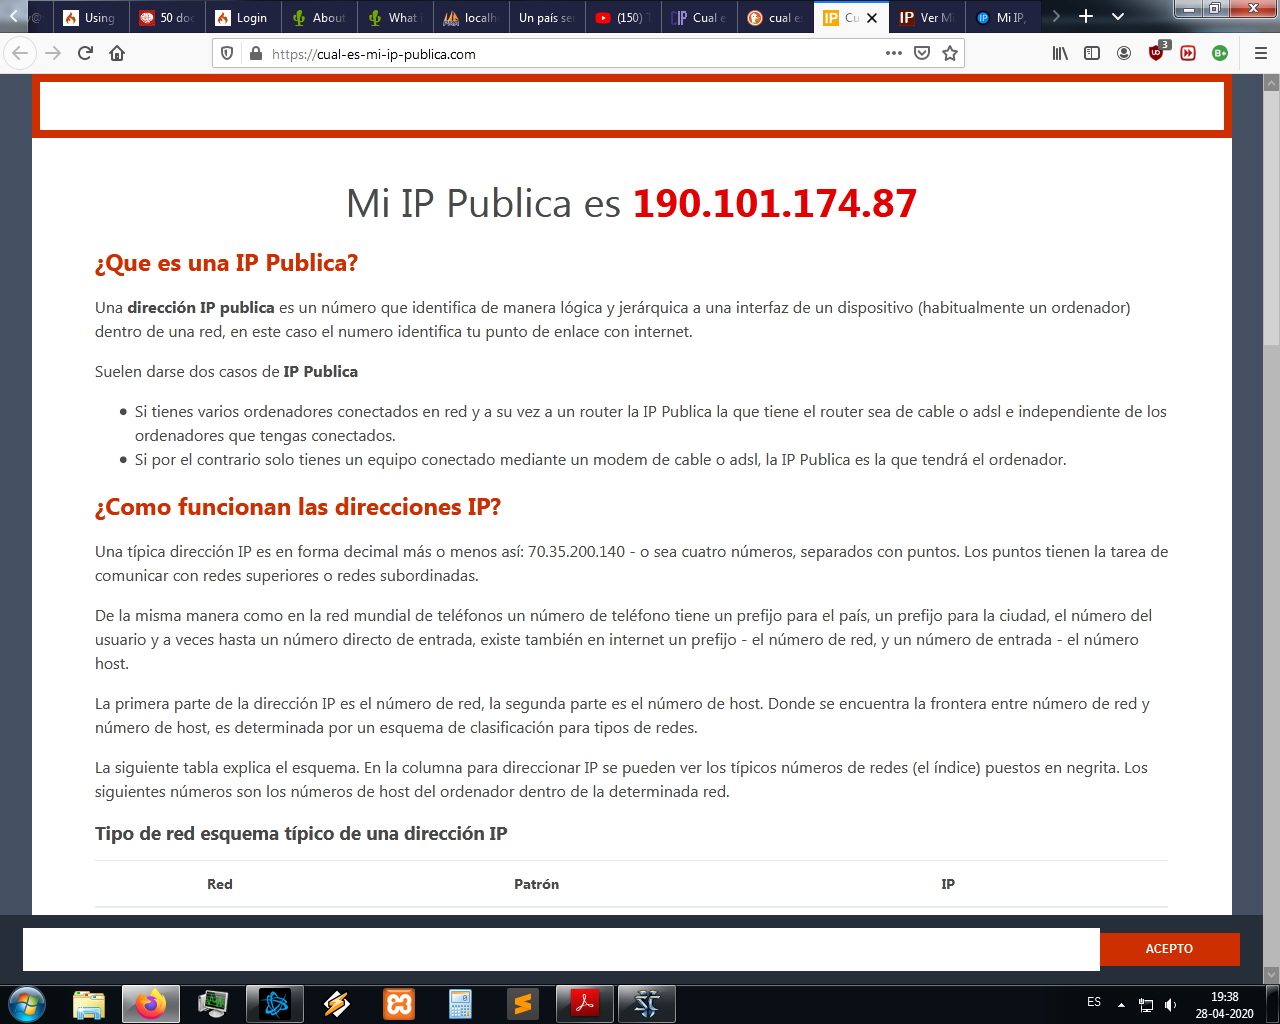 Using
50 doc
Login
About
What i
localh
Un país ser
(150) T
Cual e
cual es
Cu
Ver Mi
Mi IP,
https://cual-es-mi-ip-publica.com
3
Mi IP Publica es 190.101.174.87
¿Que es una IP Publica?
Una dirección IP publica es un número que identifica de manera lógica y jerárquica a una interfaz de un dispositivo (habitualmente un ordenador)
dentro de una red, en este caso el numero identifica tu punto de enlace con internet.
Suelen darse dos casos de IP Publica
Si tienes varios ordenadores conectados en red y a su vez a un router la IP Publica la que tiene el router sea de cable o adsl e independiente de los
ordenadores que tengas conectados.
Si por el contrario solo tienes un equipo conectado mediante un modem de cable o adsl, la IP Publica es la que tendrá el ordenador.
¿Como funcionan las direcciones IP?
Una típica dirección IP es en forma decimal más o menos así: 70.35.200.140 - o sea cuatro números, separados con puntos. Los puntos tienen la tarea de
comunicar con redes superiores o redes subordinadas.
De la misma manera como en la red mundial de teléfonos un número de teléfono tiene un prefijo para el país, un prefijo para la ciudad, el número del
usuario y a veces hasta un número directo de entrada, existe también en internet un prefijo - el número de red, y un número de entrada - el número
host.
La primera parte de la dirección IP es el número de red, la segunda parte es el número de host. Donde se encuentra la frontera entre número de red y
número de host, es determinada por un esquema de clasificación para tipos de redes.
La siguiente tabla explica el esquema. En la columna para direccionar IP se pueden ver los típicos números de redes (el índice) puestos en negrita. Los
siguientes números son los números de host del ordenador dentro de la determinada red.
Tipo de red esquema típico de una dirección IP
Red Patrón IP
ACEPTO
ES
19:38
28-04-2020